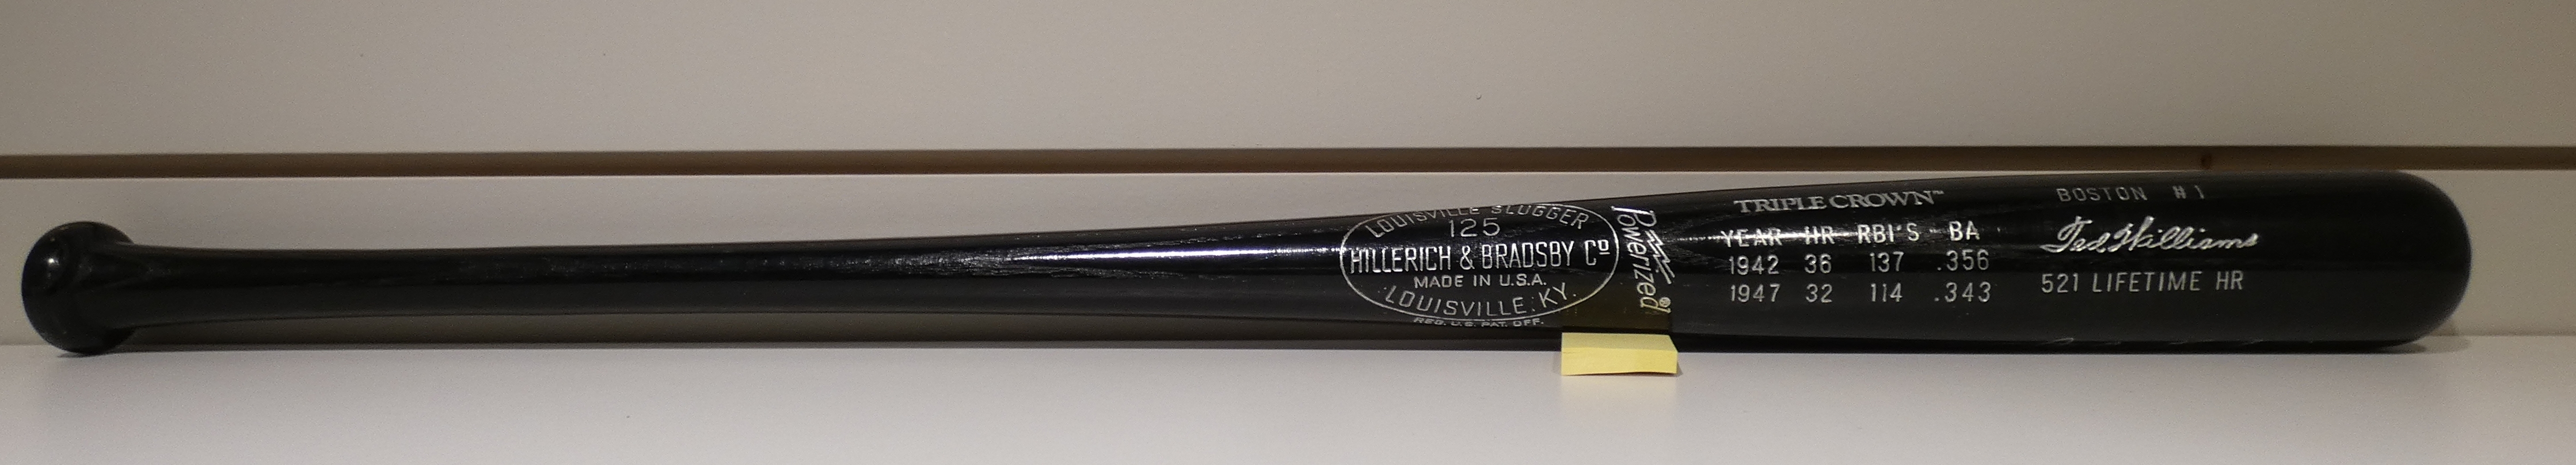 LOUISVILLE SLUGGER
125
HILLERICH & BRADSBY Cº
MADE IN U.S.A.
LOUISVILLE, KY.
REG. U.S. PAT. OFF.
Powerized®
TRIPLE CROWN™
YEAR HR RBI'S BA
1942 36 137 .356
1947 32 114 .343
BOSTON #1
Ted Williams
521 LIFETIME HR